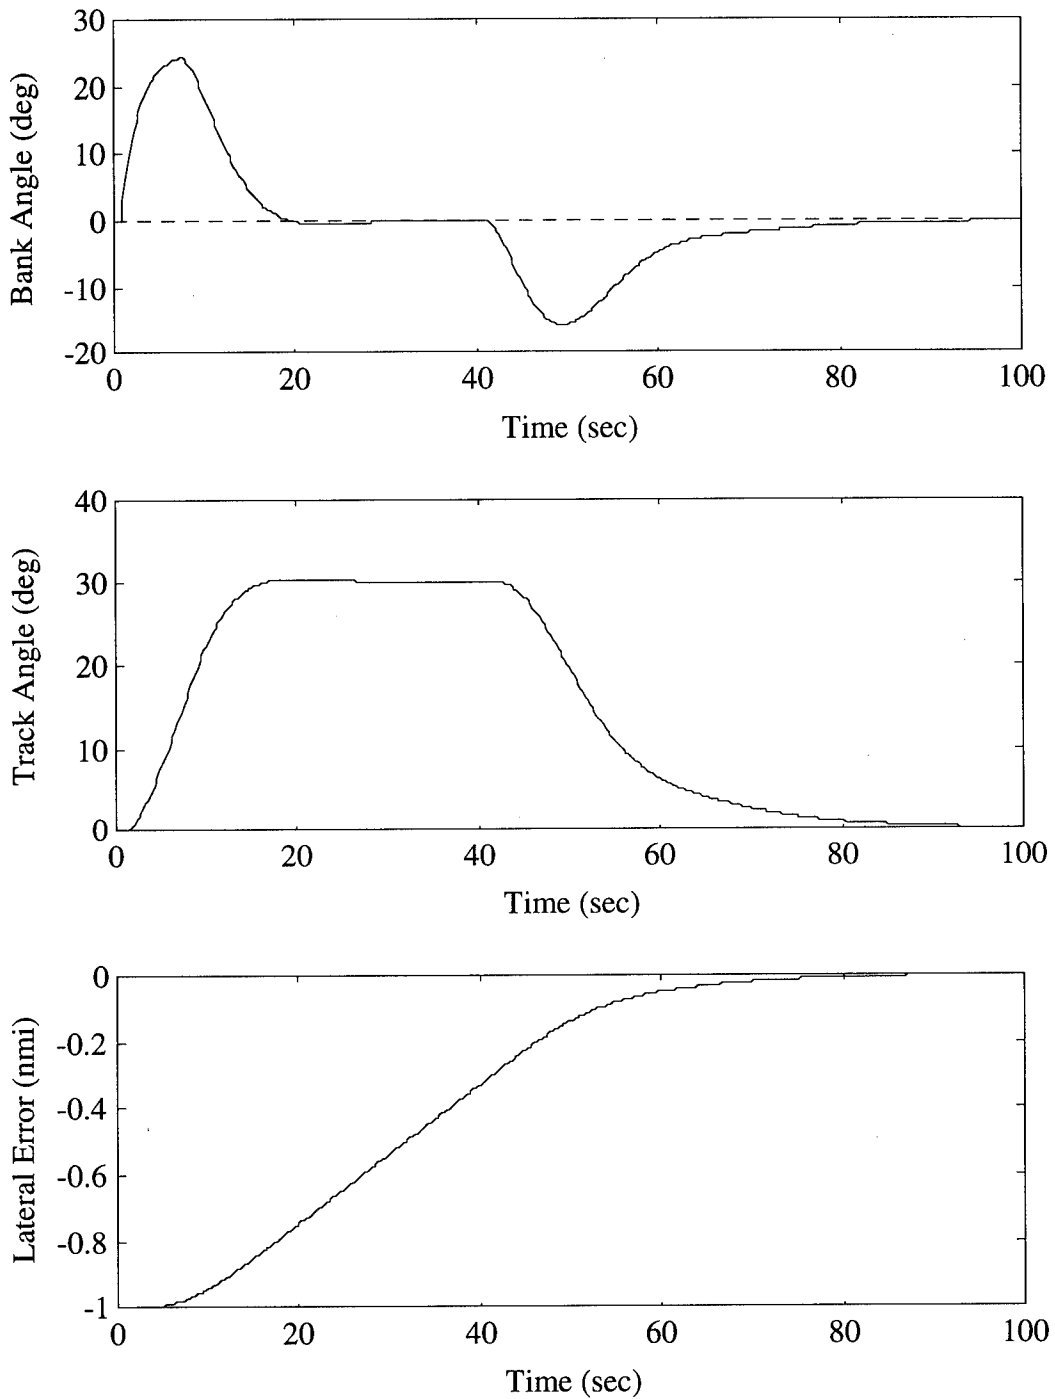 30
20
10
0
-10
-20
Bank Angle (deg)
0 20 40 60 80 100
Time (sec)
40
30
20
10
0
Track Angle (deg)
0 20 40 60 80 100
Time (sec)
0
-0.2
-0.4
-0.6
-0.8
-1
Lateral Error (nmi)
0 20 40 60 80 100
Time (sec)